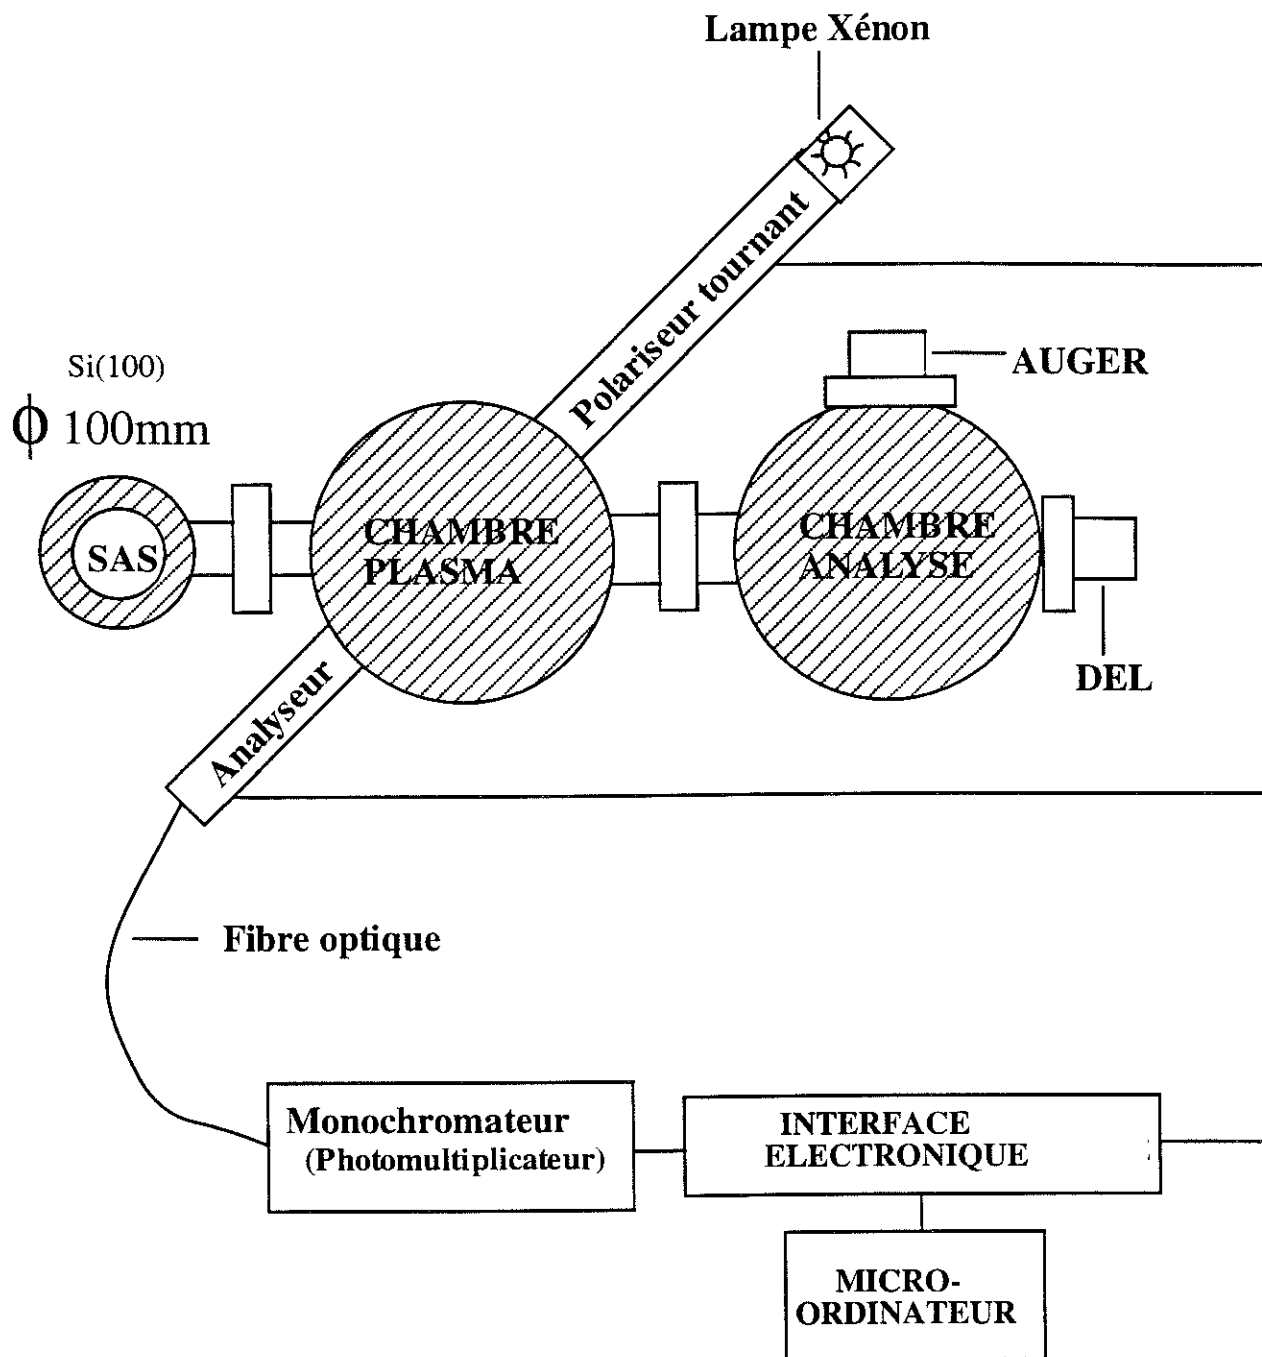 Lampe Xénon
Polariseur tournant
Si(100)
ϕ 100mm
AUGER
SAS
CHAMBRE
PLASMA
CHAMBRE
ANALYSE
DEL
Analyseur
Fibre optique
Monochromateur
(Photomultiplicateur)
INTERFACE
ELECTRONIQUE
MICRO-
ORDINATEUR